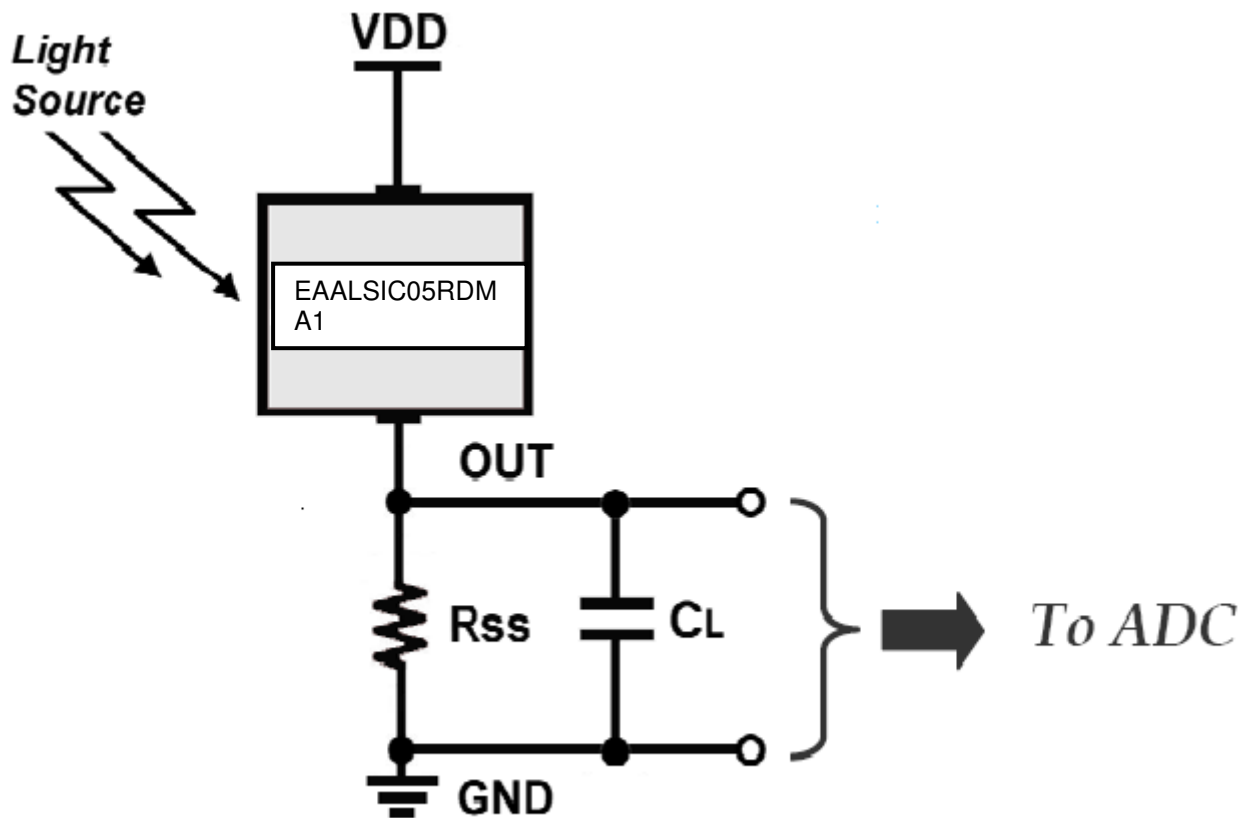 VDD
Light
Source
EAALSIC05RDM
A1
OUT
Rss
CL
To ADC
GND